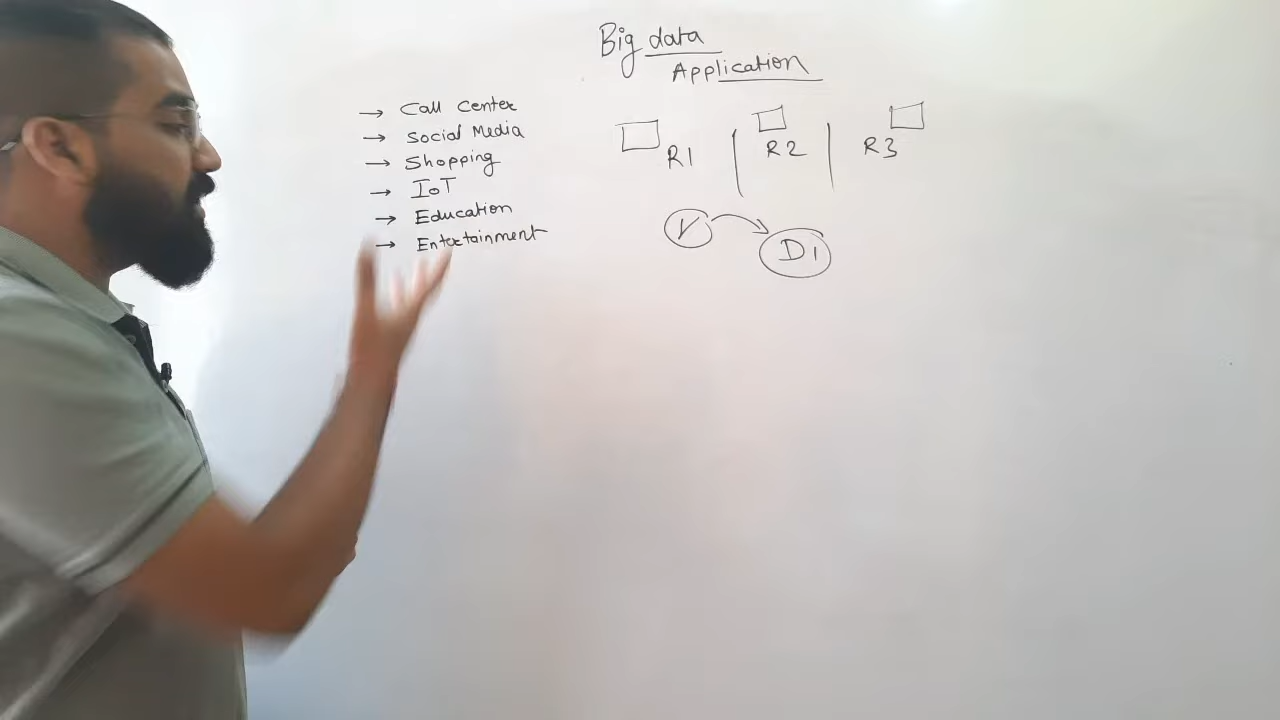 Big data
Application
→ Call Center
→ Social Media
→ Shopping
→ IoT
→ Education
→ Entertainment
R1 | R2 | R3
V
D1